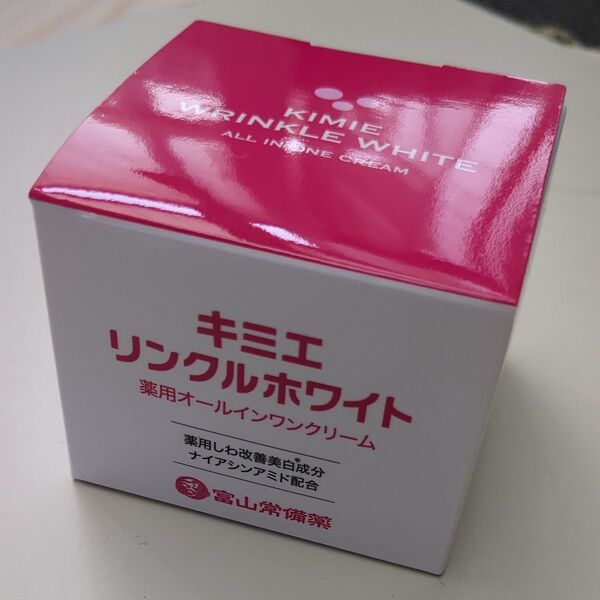 KIMIE
WRINKLE WHITE
ALL IN ONE CREAM
キミエ
リンクルホワイト
薬用オールインワンクリーム
薬用しわ改善美白*成分
ナイアシンアミド配合
富山常備薬